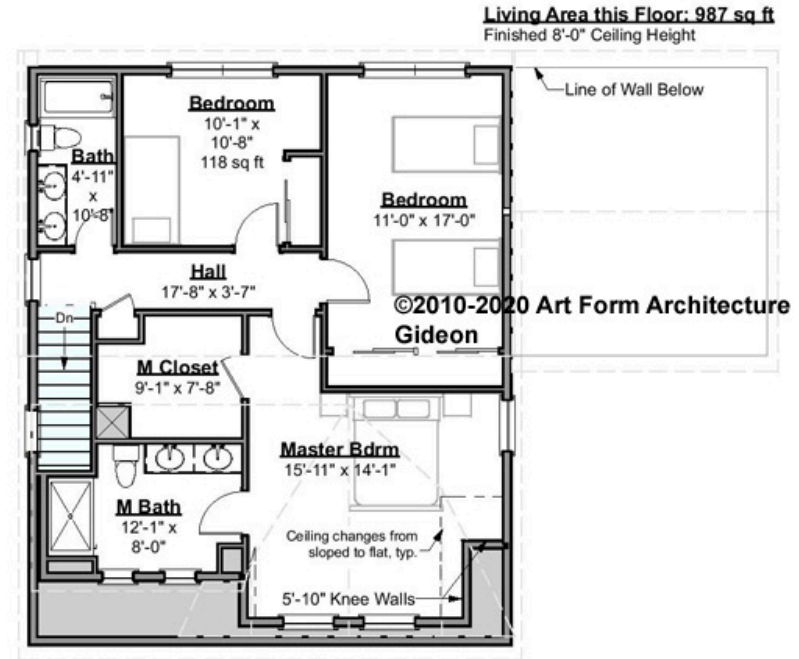 Living Area this Floor: 987 sq ft
Finished 8'-0" Ceiling Height
Line of Wall Below
Bedroom
10'-1" x
10'-8"
118 sq ft
Bath
4'-11"
x
10'-8"
Bedroom
11'-0" x 17'-0"
Hall
17'-8" x 3'-7"
©2010-2020 Art Form Architecture
Gideon
Dn
M Closet
9'-1" x 7'-8"
Master Bdrm
15'-11" x 14'-1"
M Bath
12'-1" x
8'-0"
Ceiling changes from
sloped to flat, typ.
5'-10" Knee Walls